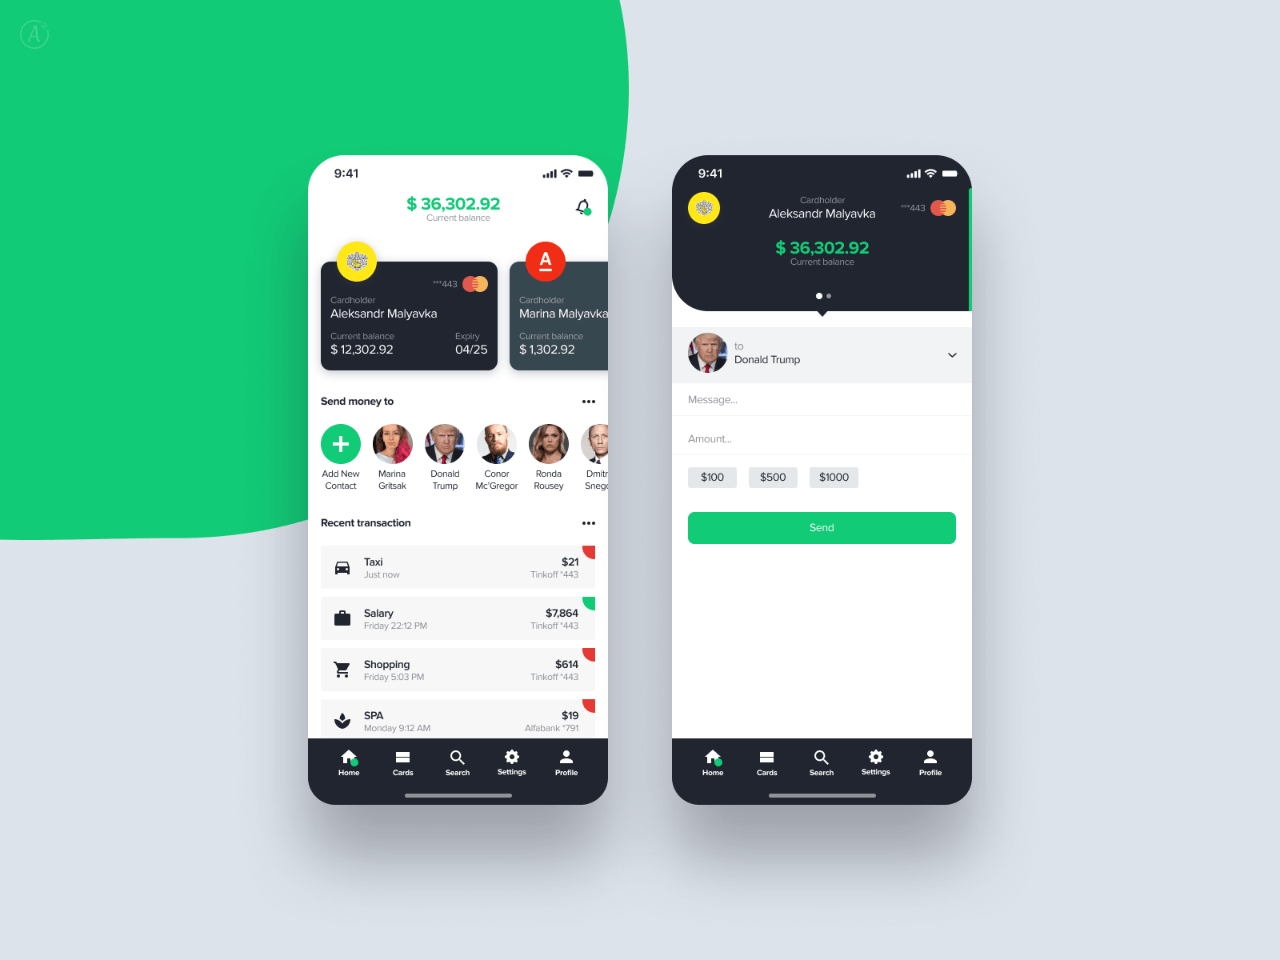 A
9:41
$ 36,302.92
Current balance
A
***443
Cardholder
Aleksandr Malyavka
Current balance
Expiry
$ 12,302.92
04/25
Cardholder
Marina Malyavka
Current balance
$ 1,302.92
Send money to
Add New
Contact
Marina
Gritsak
Donald
Trump
Conor
Mc'Gregor
Ronda
Rousey
Dmitr
Snego
Recent transaction
Taxi
$21
Just now
Tinkoff *443
Salary
$7,864
Friday 22:12 PM
Tinkoff *443
Shopping
$614
Friday 5:03 PM
Tinkoff *443
SPA
$19
Monday 9:12 AM
Alfabank *791
Home
Cards
Search
Settings
Profile
9:41
Cardholder
Aleksandr Malyavka
***443
$ 36,302.92
Current balance
to
Donald Trump
Message...
Amount...
$100
$500
$1000
Send
Home
Cards
Search
Settings
Profile